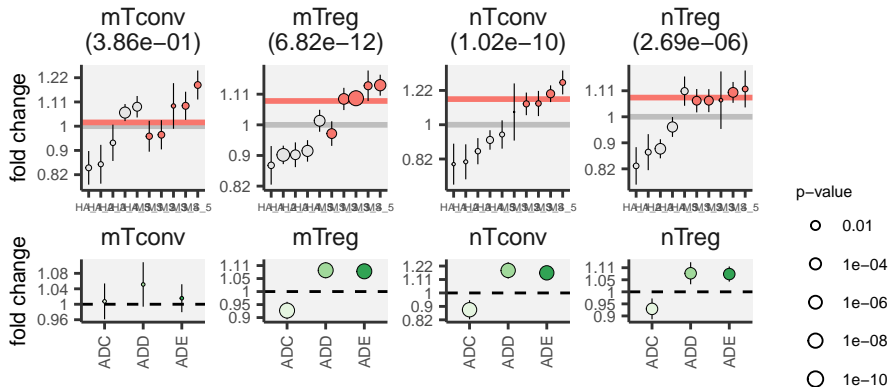 mTconv
(3.86e−01)
mTreg
(6.82e−12)
nTconv
(1.02e−10)
nTreg
(2.69e−06)
fold change
1.22
1.11
1
0.9
0.82
1.11
1
0.9
0.82
1.22
1
0.82
1.11
1
0.9
0.82
mTconv
mTreg
nTconv
nTreg
fold change
1.08
1.04
1
0.96
1.11
1.05
1
0.95
0.9
1.22
1.11
1
0.9
0.82
1.11
1.05
1
0.95
0.9
ADC
ADD
ADE
ADC
ADD
ADE
ADC
ADD
ADE
ADC
ADD
ADE
p−value
0.01
1e−04
1e−06
1e−08
1e−10